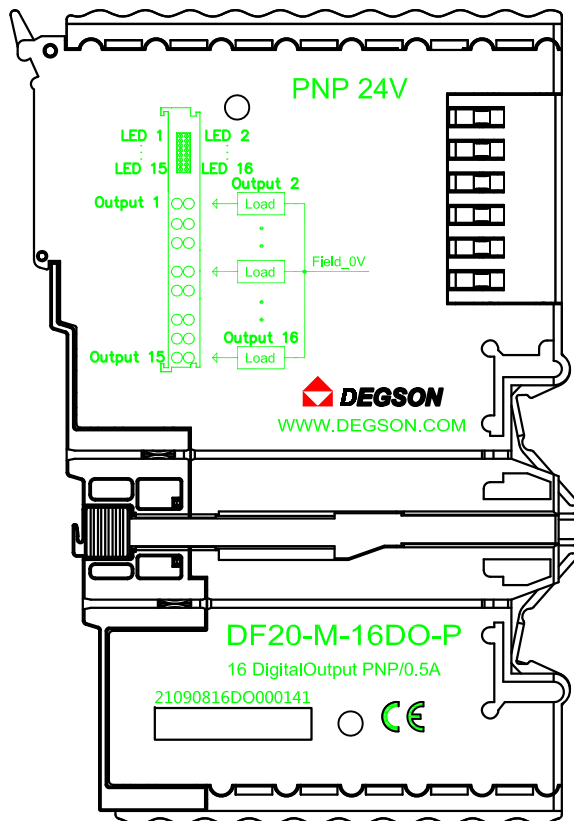 PNP 24V
LED 1 LED 2
LED 15 LED 16
Output 2
Output 1 Load
Load Field_0V
Output 16
Output 15 Load
DEGSON
WWW.DEGSON.COM
DF20-M-16DO-P
16 DigitalOutput PNP/0.5A
21090816DO000141
CE